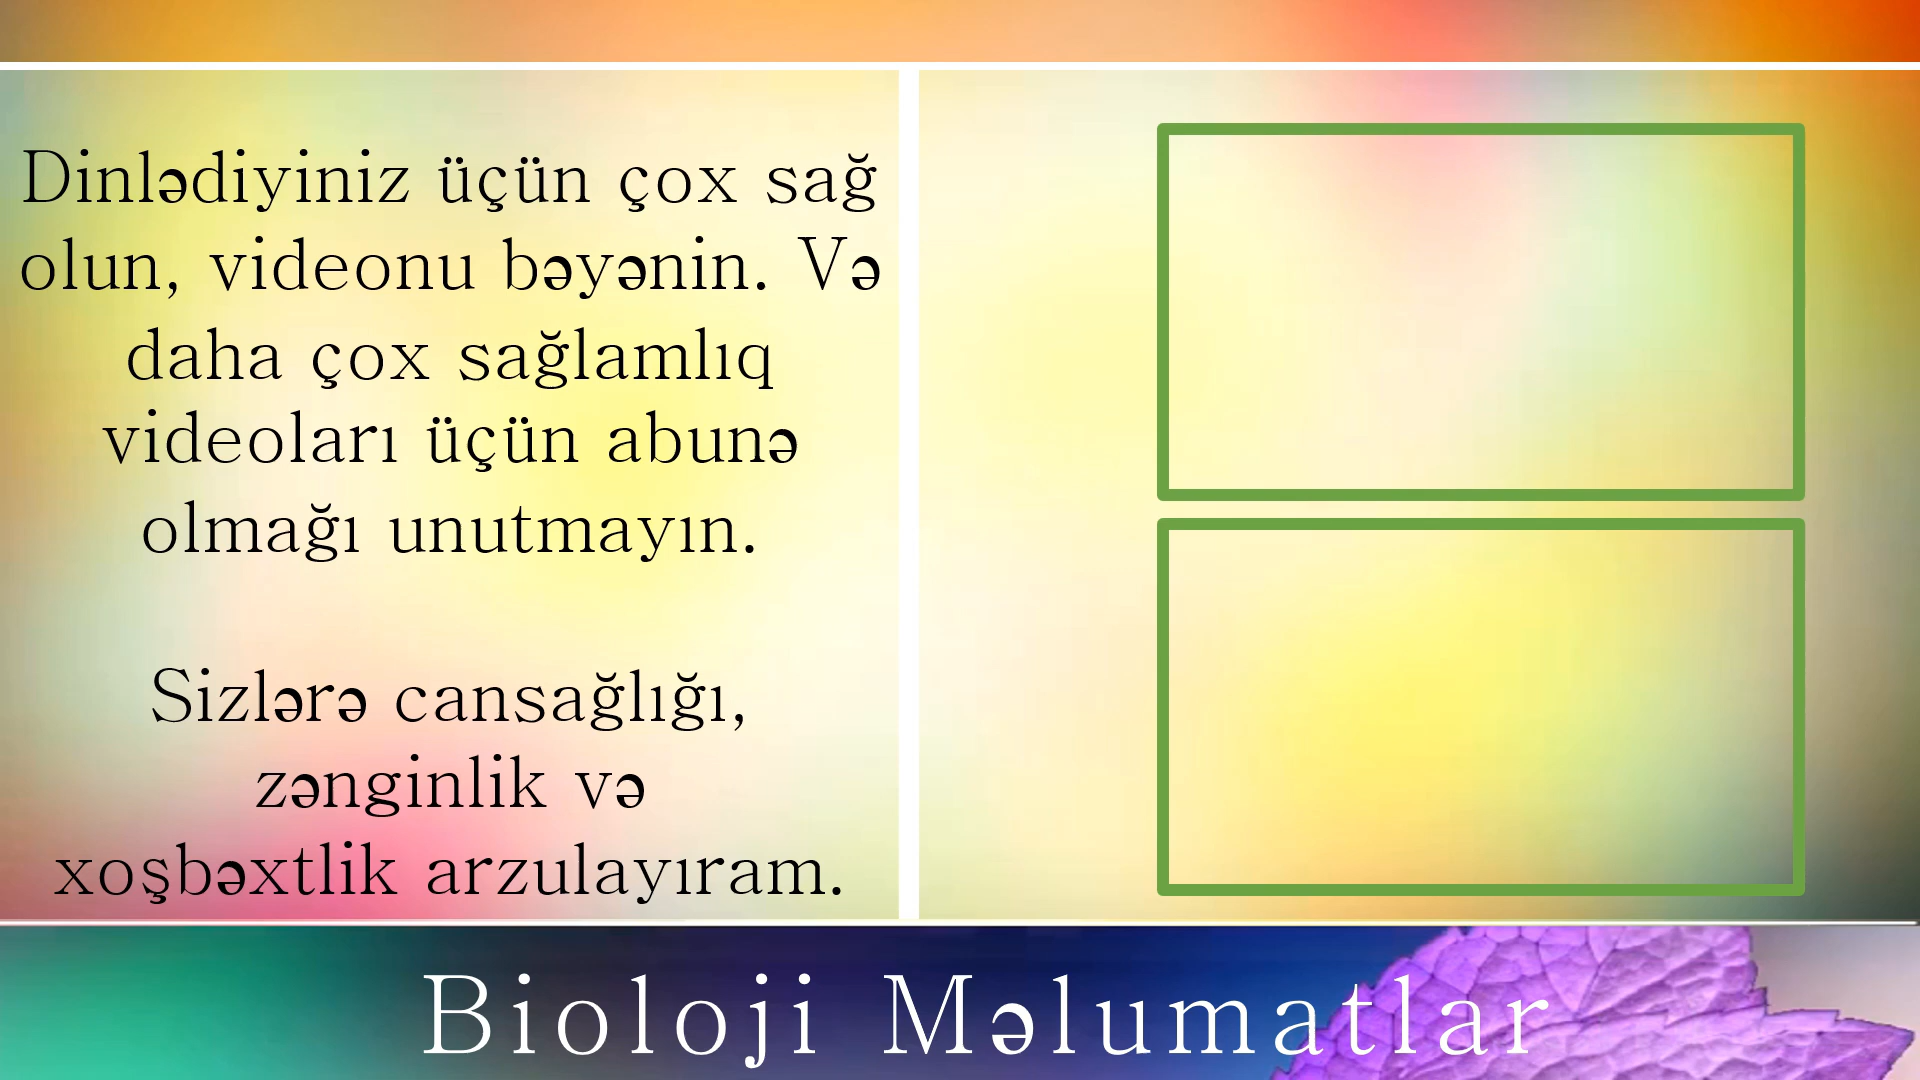 Dinlədiyiniz üçün çox sağ
olun, videonu bəyənin. Və
daha çox sağlamlıq
videoları üçün abunə
olmağı unutmayın.
Sizlərə cansağlığı,
zənginlik və
xoşbəxtlik arzulayıram.
Bioloji Məlumatlar